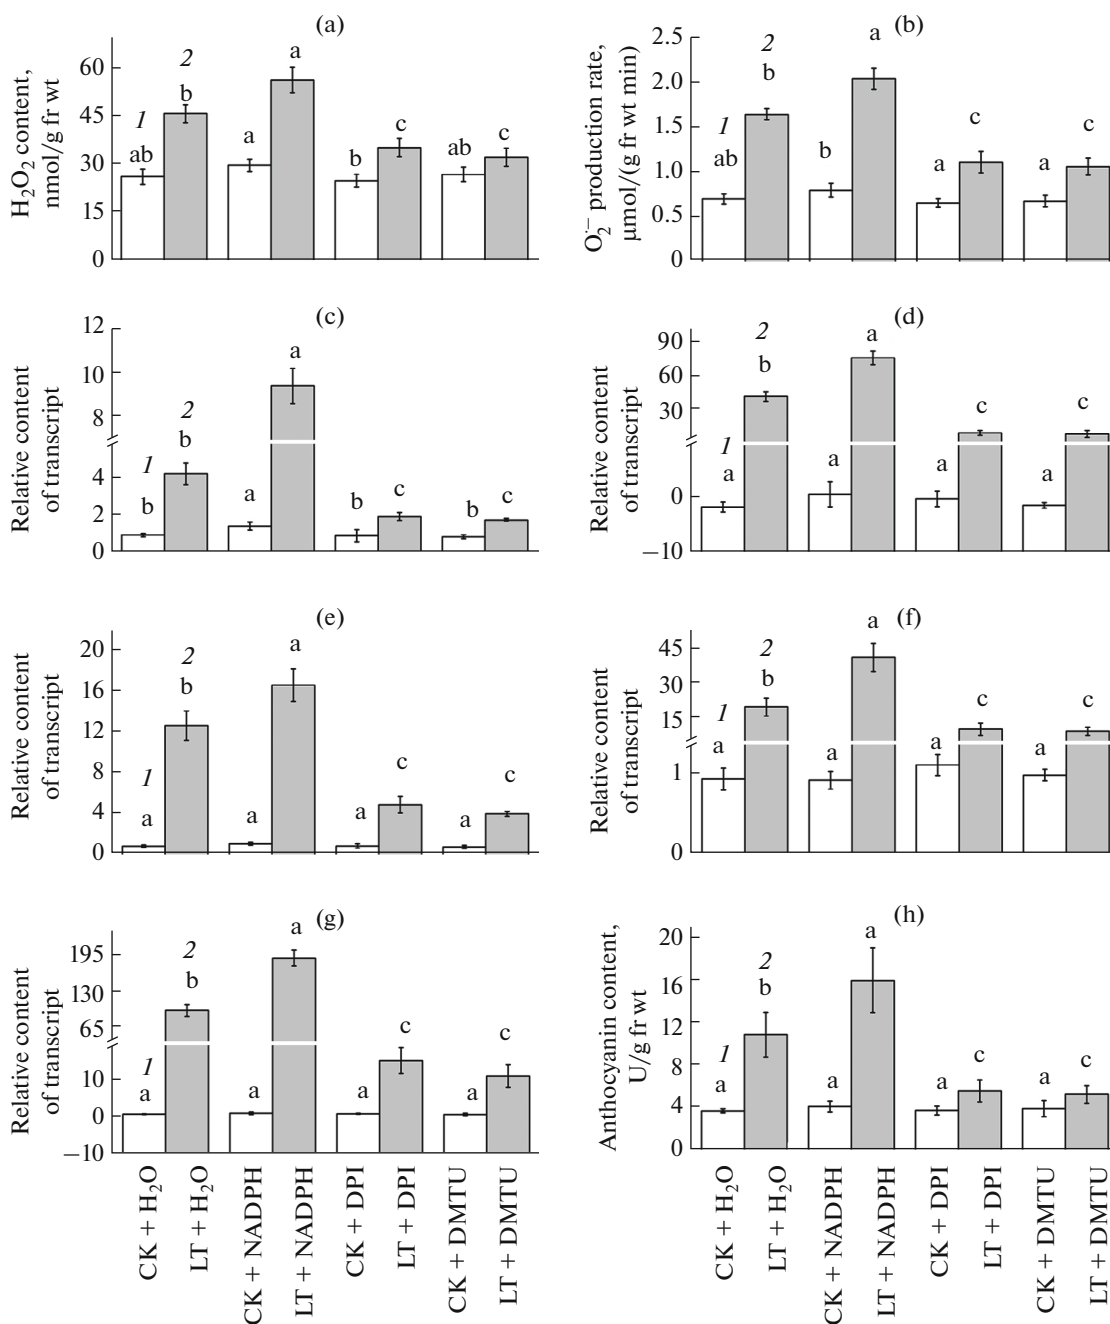 (a)
H₂O₂ content,
nmol/g fr wt
60
45
30
15
0
1
ab
2
b
a
a
b
c
ab
c
(b)
O₂·− production rate,
μmol/(g fr wt min)
2.5
2.0
1.5
1.0
0.5
0
1
ab
2
b
b
a
a
c
a
c
(c)
Relative content
of transcript
12
10
8
4
2
0
1
b
2
b
a
a
b
c
b
c
(d)
Relative content
of transcript
90
60
30
0
−10
1
a
2
b
a
a
a
c
a
c
(e)
Relative content
of transcript
20
16
12
8
4
0
1
a
2
b
a
a
a
c
a
c
(f)
Relative content
of transcript
45
30
15
1
0
1
a
2
b
a
a
a
c
a
c
(g)
Relative content
of transcript
195
130
65
10
0
−10
1
a
2
b
a
a
a
c
a
c
CK + H₂O
LT + H₂O
CK + NADPH
LT + NADPH
CK + DPI
LT + DPI
CK + DMTU
LT + DMTU
(h)
Anthocyanin content,
U/g fr wt
20
16
12
8
4
0
1
a
2
b
a
a
a
c
a
c
CK + H₂O
LT + H₂O
CK + NADPH
LT + NADPH
CK + DPI
LT + DPI
CK + DMTU
LT + DMTU